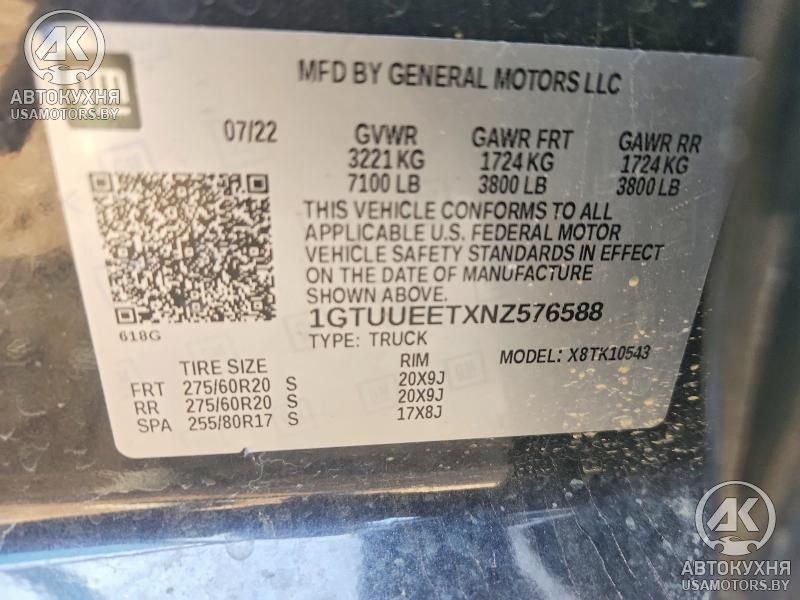 АВТОКУХНЯ
USAMOTORS.BY
MFD BY GENERAL MOTORS LLC
07/22 GVWR GAWR FRT GAWR RR
3221 KG 1724 KG 1724 KG
7100 LB 3800 LB 3800 LB
THIS VEHICLE CONFORMS TO ALL
APPLICABLE U.S. FEDERAL MOTOR
VEHICLE SAFETY STANDARDS IN EFFECT
ON THE DATE OF MANUFACTURE
SHOWN ABOVE.
618G
1GTUUEETXNZ576588
TYPE: TRUCK MODEL: X8TK10543
TIRE SIZE RIM
FRT 275/60R20 S 20X9J
RR 275/60R20 S 20X9J
SPA 255/80R17 S 17X8J
АК
АВТОКУХНЯ
USAMOTORS.BY